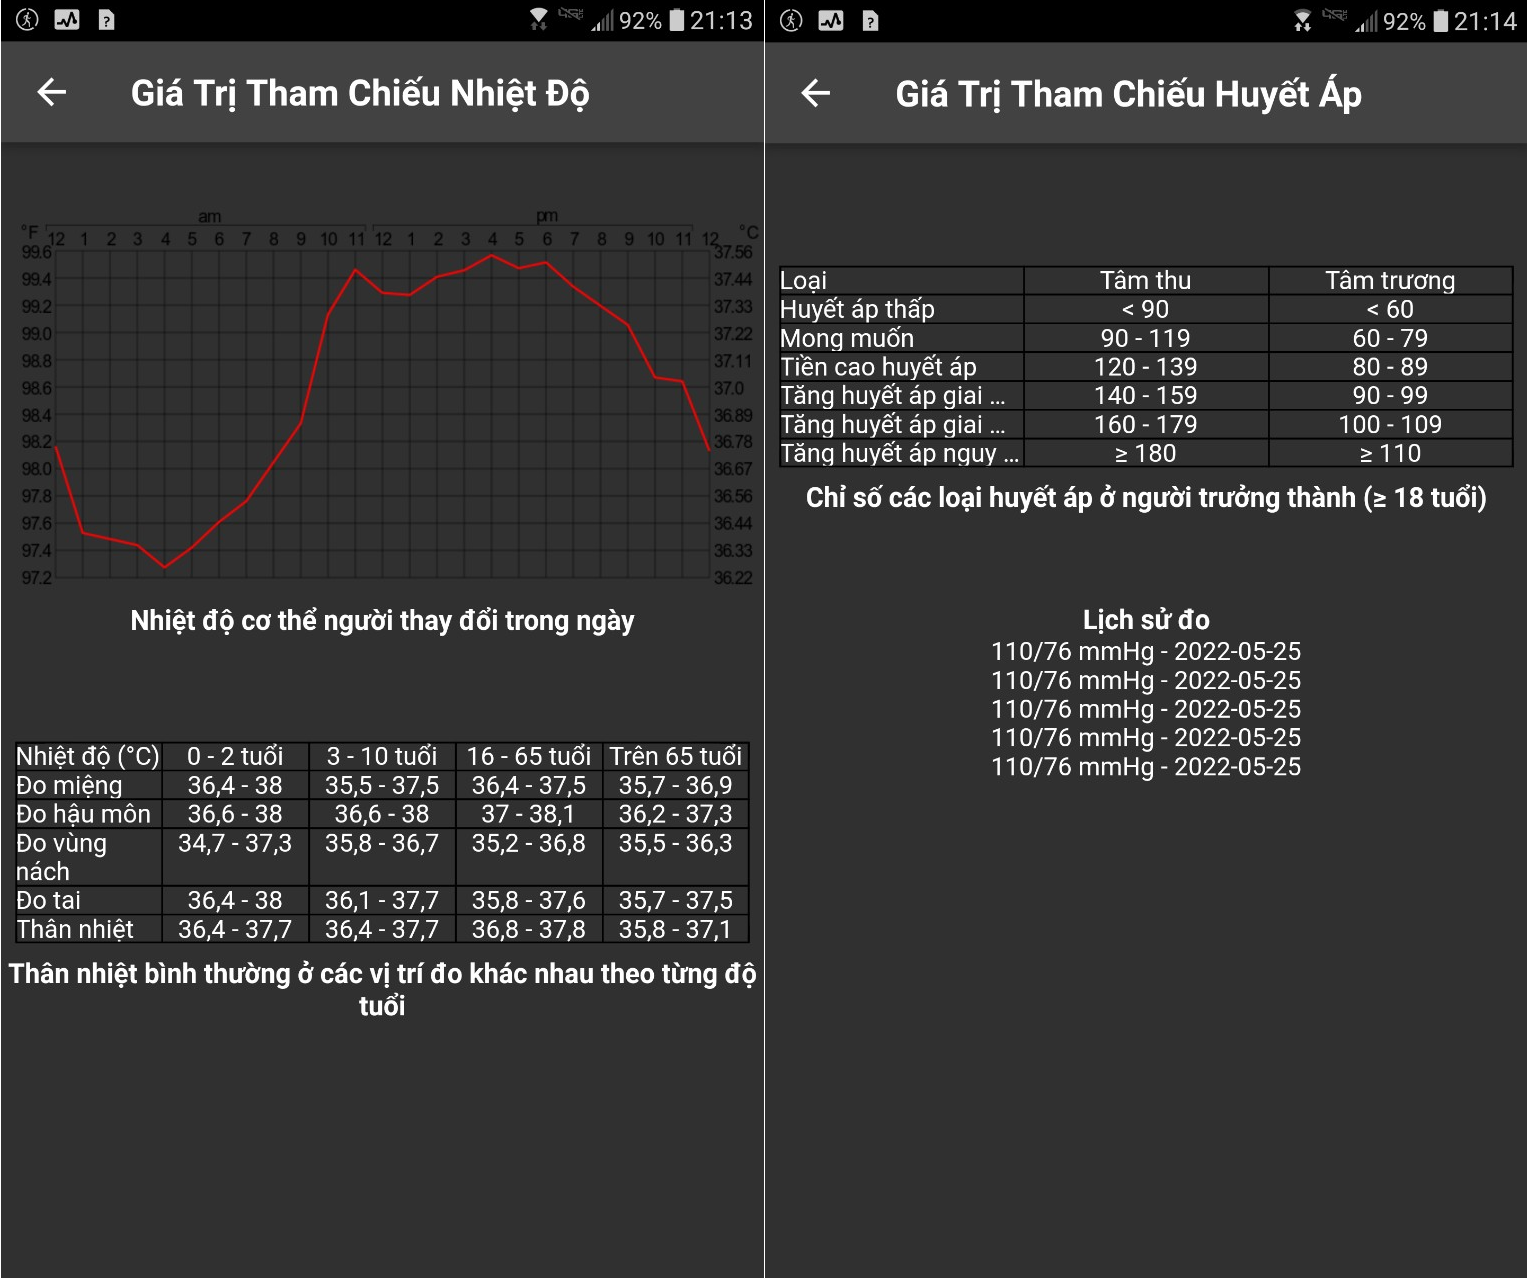 92% 21:13
Giá Trị Tham Chiếu Nhiệt Độ
am pm
°F 12 1 2 3 4 5 6 7 8 9 10 11 12 1 2 3 4 5 6 7 8 9 10 11 12 °C
99.6 37.56
99.4 37.44
99.2 37.33
99.0 37.22
98.8 37.11
98.6 37.0
98.4 36.89
98.2 36.78
98.0 36.67
97.8 36.56
97.6 36.44
97.4 36.33
97.2 36.22
Nhiệt độ cơ thể người thay đổi trong ngày
Nhiệt độ (°C) 0 - 2 tuổi 3 - 10 tuổi 16 - 65 tuổi Trên 65 tuổi
Đo miệng 36,4 - 38 35,5 - 37,5 36,4 - 37,5 35,7 - 36,9
Đo hậu môn 36,6 - 38 36,6 - 38 37 - 38,1 36,2 - 37,3
Đo vùng 34,7 - 37,3 35,8 - 36,7 35,2 - 36,8 35,5 - 36,3
nách
Đo tai 36,4 - 38 36,1 - 37,7 35,8 - 37,6 35,7 - 37,5
Thân nhiệt 36,4 - 37,7 36,4 - 37,7 36,8 - 37,8 35,8 - 37,1
Thân nhiệt bình thường ở các vị trí đo khác nhau theo từng độ
tuổi
92% 21:14
Giá Trị Tham Chiếu Huyết Áp
Loại Tâm thu Tâm trương
Huyết áp thấp < 90 < 60
Mong muốn 90 - 119 60 - 79
Tiền cao huyết áp 120 - 139 80 - 89
Tăng huyết áp giai ... 140 - 159 90 - 99
Tăng huyết áp giai ... 160 - 179 100 - 109
Tăng huyết áp nguy ... ≥ 180 ≥ 110
Chỉ số các loại huyết áp ở người trưởng thành (≥ 18 tuổi)
Lịch sử đo
110/76 mmHg - 2022-05-25
110/76 mmHg - 2022-05-25
110/76 mmHg - 2022-05-25
110/76 mmHg - 2022-05-25
110/76 mmHg - 2022-05-25